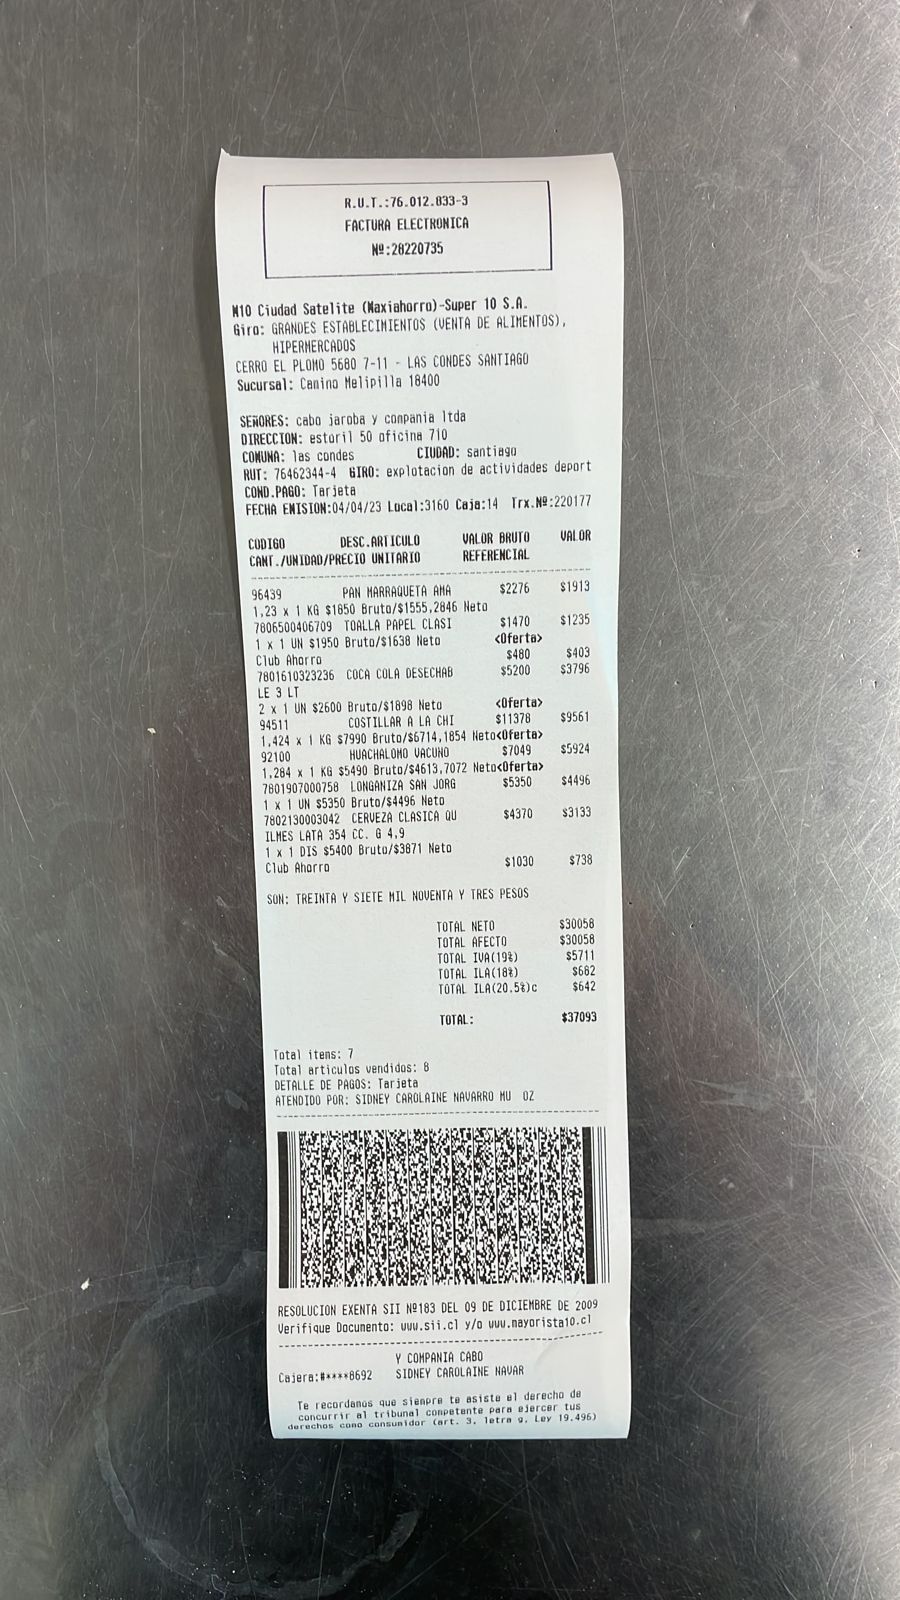 R.U.T.:76.012.833-3
FACTURA ELECTRONICA
Nº:28220735
M10 Ciudad Satelite (Maxiahorro)-Super 10 S.A.
Giro: GRANDES ESTABLECIMIENTOS (VENTA DE ALIMENTOS),
HIPERMERCADOS
CERRO EL PLOMO 5680 7-11 - LAS CONDES SANTIAGO
Sucursal: Camino Melipilla 18400
SEÑORES: cabo jaroba y compania ltda
DIRECCION: estoril 50 oficina 710
COMUNA: las condes CIUDAD: santiago
RUT: 76462344-4 GIRO: explotacion de actividades deport
COND.PAGO: Tarjeta
FECHA EMISION:04/04/23 Local:3160 Caja:14 Trx.Nº:220177
CODIGO DESC.ARTICULO VALOR BRUTO VALOR
CANT./UNIDAD/PRECIO UNITARIO REFERENCIAL
96439 PAN MARRAQUETA AMA $2276 $1913
1,23 x 1 KG $1850 Bruto/$1555,2846 Neto
7806500406709 TOALLA PAPEL CLASI $1470 $1235
1 x 1 UN $1950 Bruto/$1638 Neto <Oferta>
Club Ahorro $480 $403
7801610323236 COCA COLA DESECHAB $5200 $3796
LE 3 LT
2 x 1 UN $2600 Bruto/$1898 Neto <Oferta>
94511 COSTILLAR A LA CHI $11378 $9561
1,424 x 1 KG $7990 Bruto/$6714,1854 Neto<Oferta>
92100 HUACHALOMO VACUNO $7049 $5924
1,284 x 1 KG $5490 Bruto/$4613,7072 Neto<Oferta>
7801907000758 LONGANIZA SAN JORG $5350 $4496
1 x 1 UN $5350 Bruto/$4496 Neto
7802130003042 CERVEZA CLASICA QU $4370 $3133
ILMES LATA 354 CC. G 4,9
1 x 1 DIS $5400 Bruto/$3871 Neto
Club Ahorro $1030 $738
SON: TREINTA Y SIETE MIL NOVENTA Y TRES PESOS
TOTAL NETO $30058
TOTAL AFECTO $30058
TOTAL IVA(19%) $5711
TOTAL ILA(18%) $682
TOTAL ILA(20.5%)c $642
TOTAL: $37093
Total items: 7
Total articulos vendidos: 8
DETALLE DE PAGOS: Tarjeta
ATENDIDO POR: SIDNEY CAROLAINE NAVARRO MU OZ
RESOLUCION EXENTA SII Nº183 DEL 09 DE DICIEMBRE DE 2009
Verifique Documento: www.sii.cl y/o www.mayorista10.cl
Y COMPANIA CABO
Cajera:#****8692 SIDNEY CAROLAINE NAVAR
Te recordamos que siempre te asiste el derecho de
concurrir al tribunal competente para ejercer tus
derechos como consumidor (art. 3, letra g, Ley 19.496)